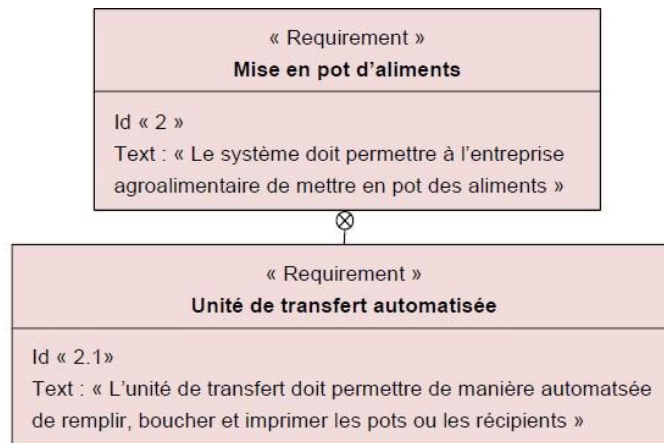 « Requirement »
Mise en pot d’aliments
Id « 2 »
Text : « Le système doit permettre à l’entreprise
agroalimentaire de mettre en pot des aliments »
« Requirement »
Unité de transfert automatisée
Id « 2.1»
Text : « L’unité de transfert doit permettre de manière automatsée
de remplir, boucher et imprimer les pots ou les récipients »